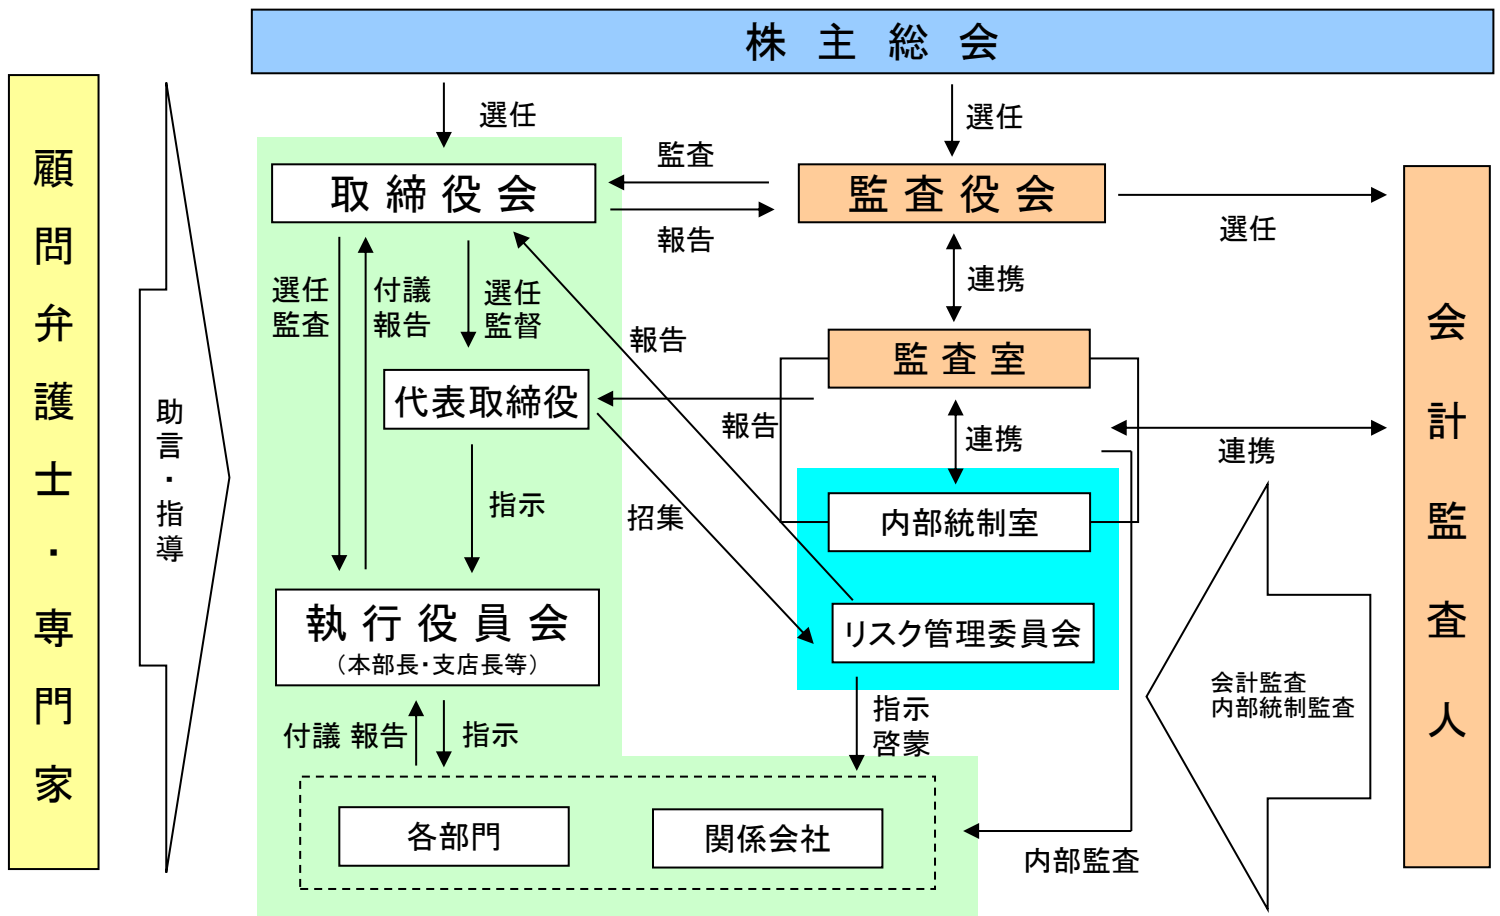 株主総会
顧問弁護士・専門家
助言・指導
選任
選任
取締役会
監査
報告
監査役会
選任
選任
監査
付議
報告
選任
監督
報告
連携
監査室
代表取締役
報告
連携
連携
指示
招集
内部統制室
執行役員会
（本部長・支店長等）
リスク管理委員会
付議 報告
指示
指示
啓蒙
会計監査
内部統制監査
会計監査人
各部門
関係会社
内部監査